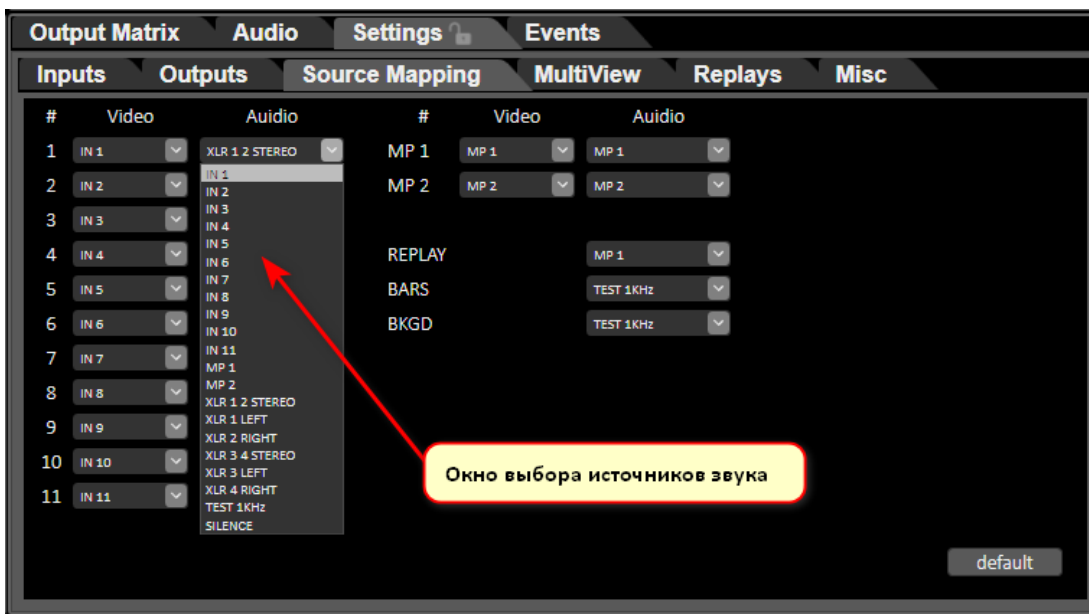 Output Matrix Audio Settings Events
Inputs Outputs Source Mapping MultiView Replays Misc
# Video Auidio # Video Auidio
1 IN 1 XLR 1 2 STEREO MP 1 MP 1 MP 1
IN 1
2 IN 2 IN 2 MP 2 MP 2 MP 2
IN 3
3 IN 3 IN 4
IN 5
4 IN 4 IN 6 REPLAY MP 1
IN 7
5 IN 5 IN 8 BARS TEST 1KHz
IN 9
6 IN 6 IN 10 BKGD TEST 1KHz
IN 11
7 IN 7 MP 1
MP 2
8 IN 8 XLR 1 2 STEREO
XLR 1 LEFT
9 IN 9 XLR 2 RIGHT
XLR 3 4 STEREO
10 IN 10 XLR 3 LEFT Окно выбора источников звука
XLR 4 RIGHT
11 IN 11 TEST 1KHz
SILENCE
default